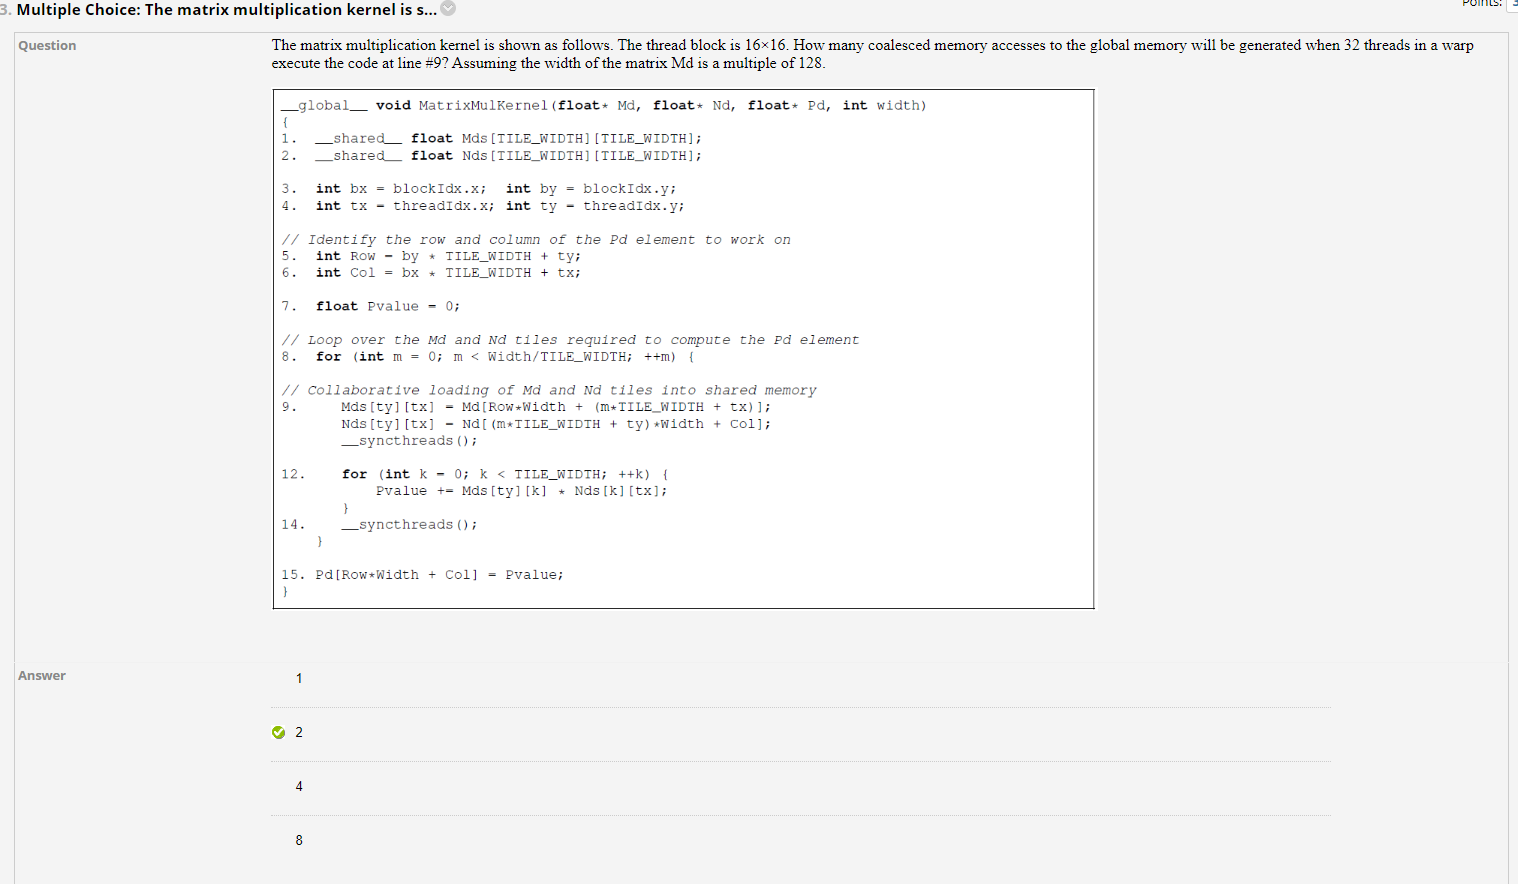 3. Multiple Choice: The matrix multiplication kernel is s...
Points: 3
Question
The matrix multiplication kernel is shown as follows. The thread block is 16×16. How many coalesced memory accesses to the global memory will be generated when 32 threads in a warp
execute the code at line #9? Assuming the width of the matrix Md is a multiple of 128.
__global__ void MatrixMulKernel(float* Md, float* Nd, float* Pd, int width)
{
1. __shared__ float Mds[TILE_WIDTH][TILE_WIDTH];
2. __shared__ float Nds[TILE_WIDTH][TILE_WIDTH];
3. int bx = blockIdx.x; int by = blockIdx.y;
4. int tx = threadIdx.x; int ty = threadIdx.y;
// Identify the row and column of the Pd element to work on
5. int Row = by * TILE_WIDTH + ty;
6. int Col = bx * TILE_WIDTH + tx;
7. float Pvalue = 0;
// Loop over the Md and Nd tiles required to compute the Pd element
8. for (int m = 0; m < Width/TILE_WIDTH; ++m) {
// Collaborative loading of Md and Nd tiles into shared memory
9. Mds[ty][tx] = Md[Row*Width + (m*TILE_WIDTH + tx)];
Nds[ty][tx] = Nd[(m*TILE_WIDTH + ty)*Width + Col];
__syncthreads();
12. for (int k = 0; k < TILE_WIDTH; ++k) {
Pvalue += Mds[ty][k] * Nds[k][tx];
}
14. __syncthreads();
}
15. Pd[Row*Width + Col] = Pvalue;
}
Answer
1
2
4
8